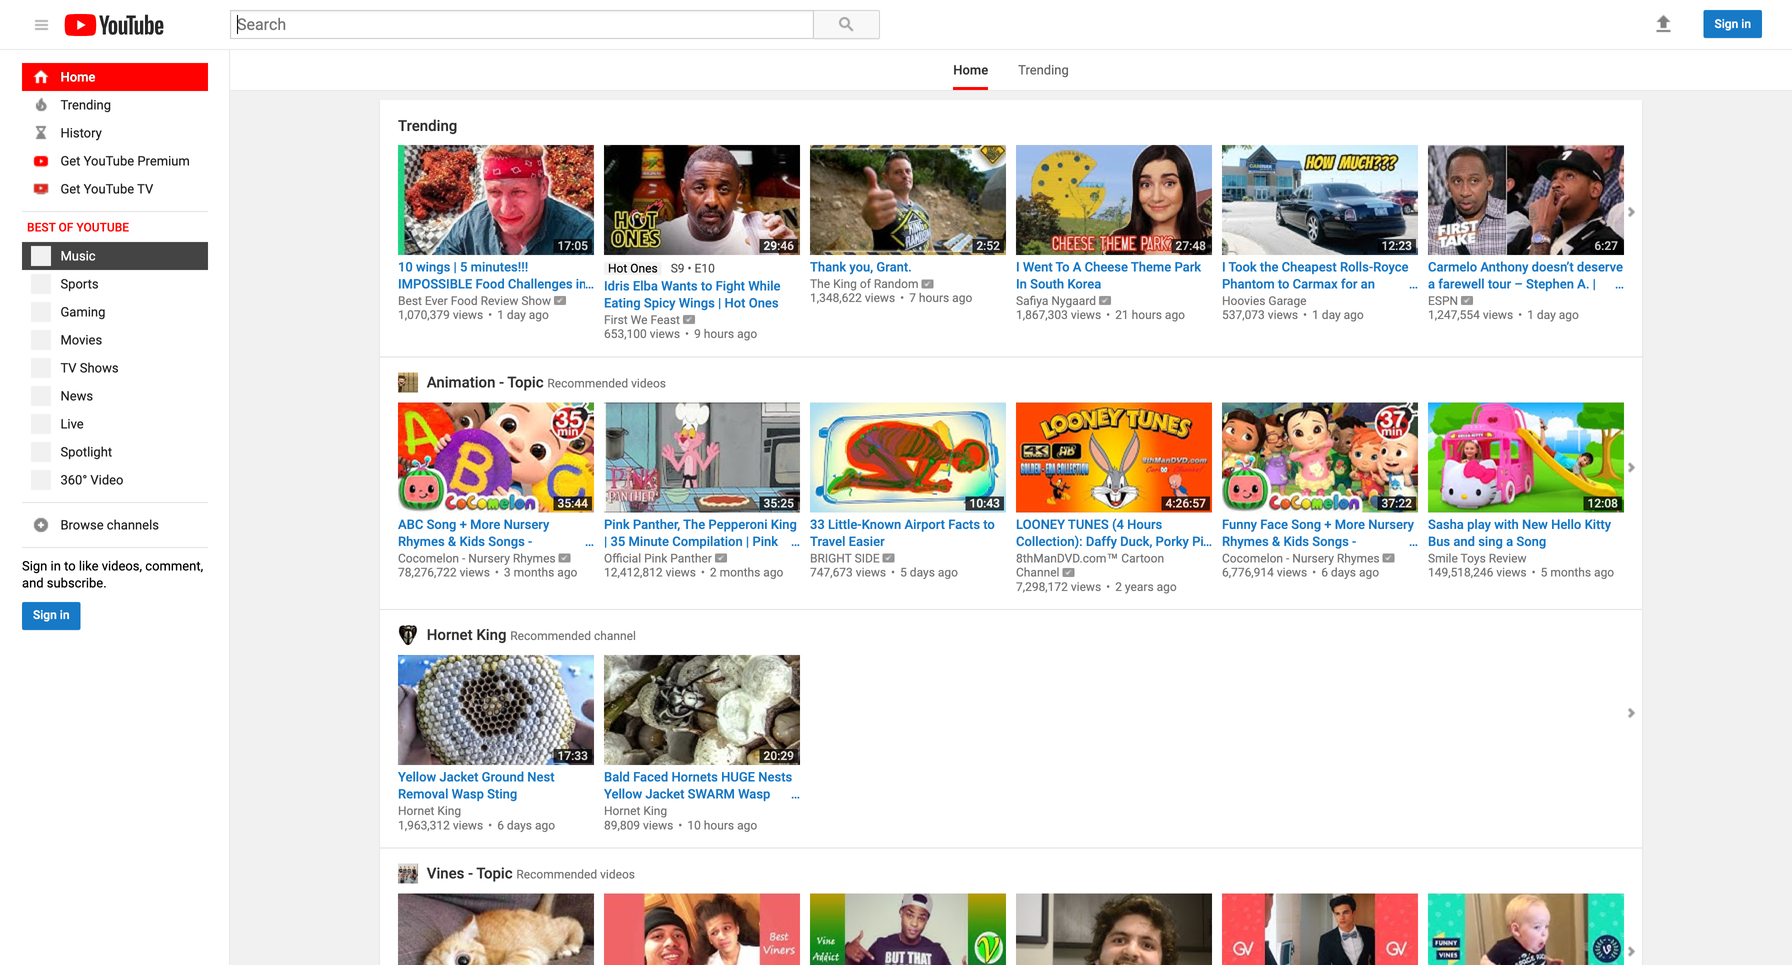 YouTube
Search
Sign in
Home
Trending
History
Get YouTube Premium
Get YouTube TV
BEST OF YOUTUBE
Music
Sports
Gaming
Movies
TV Shows
News
Live
Spotlight
360° Video
Browse channels
Sign in to like videos, comment,
and subscribe.
Sign in
Home Trending
Trending
17:05
10 wings | 5 minutes!!!
IMPOSSIBLE Food Challenges in...
Best Ever Food Review Show
1,070,379 views • 1 day ago
HOT
ONES
29:46
Hot Ones S9 • E10
Idris Elba Wants to Fight While
Eating Spicy Wings | Hot Ones
First We Feast
653,100 views • 9 hours ago
2:52
Thank you, Grant.
The King of Random
1,348,622 views • 7 hours ago
CHEESE THEME PARK?
27:48
I Went To A Cheese Theme Park
In South Korea
Safiya Nygaard
1,867,303 views • 21 hours ago
HOW MUCH???
12:23
I Took the Cheapest Rolls-Royce
Phantom to Carmax for an ...
Hoovies Garage
537,073 views • 1 day ago
FIRST
TAKE
6:27
Carmelo Anthony doesn’t deserve
a farewell tour – Stephen A. | ...
ESPN
1,247,554 views • 1 day ago
Animation - Topic Recommended videos
A
B
C
35
min
CoComelon
35:44
ABC Song + More Nursery
Rhymes & Kids Songs - ...
Cocomelon - Nursery Rhymes
78,276,722 views • 3 months ago
PINK
PANTHER
35:25
Pink Panther, The Pepperoni King
| 35 Minute Compilation | Pink ...
Official Pink Panther
12,412,812 views • 2 months ago
10:43
33 Little-Known Airport Facts to
Travel Easier
BRIGHT SIDE
747,673 views • 5 days ago
LOONEY TUNES
4K HD
GOLDEN - ERA COLLECTION
8thManDVD.com
4:26:57
LOONEY TUNES (4 Hours
Collection): Daffy Duck, Porky Pi...
8thManDVD.com™ Cartoon
Channel
7,298,172 views • 2 years ago
37
min
CoComelon
37:22
Funny Face Song + More Nursery
Rhymes & Kids Songs - ...
Cocomelon - Nursery Rhymes
6,776,914 views • 6 days ago
12:08
Sasha play with New Hello Kitty
Bus and sing a Song
Smile Toys Review
149,518,246 views • 5 months ago
Hornet King Recommended channel
17:33
Yellow Jacket Ground Nest
Removal Wasp Sting
Hornet King
1,963,312 views • 6 days ago
20:29
Bald Faced Hornets HUGE Nests
Yellow Jacket SWARM Wasp ...
Hornet King
89,809 views • 10 hours ago
Vines - Topic Recommended videos
Best
Viners
Vine
Addict
BUT THAT
V
GV
GV
FUNNY
VINES